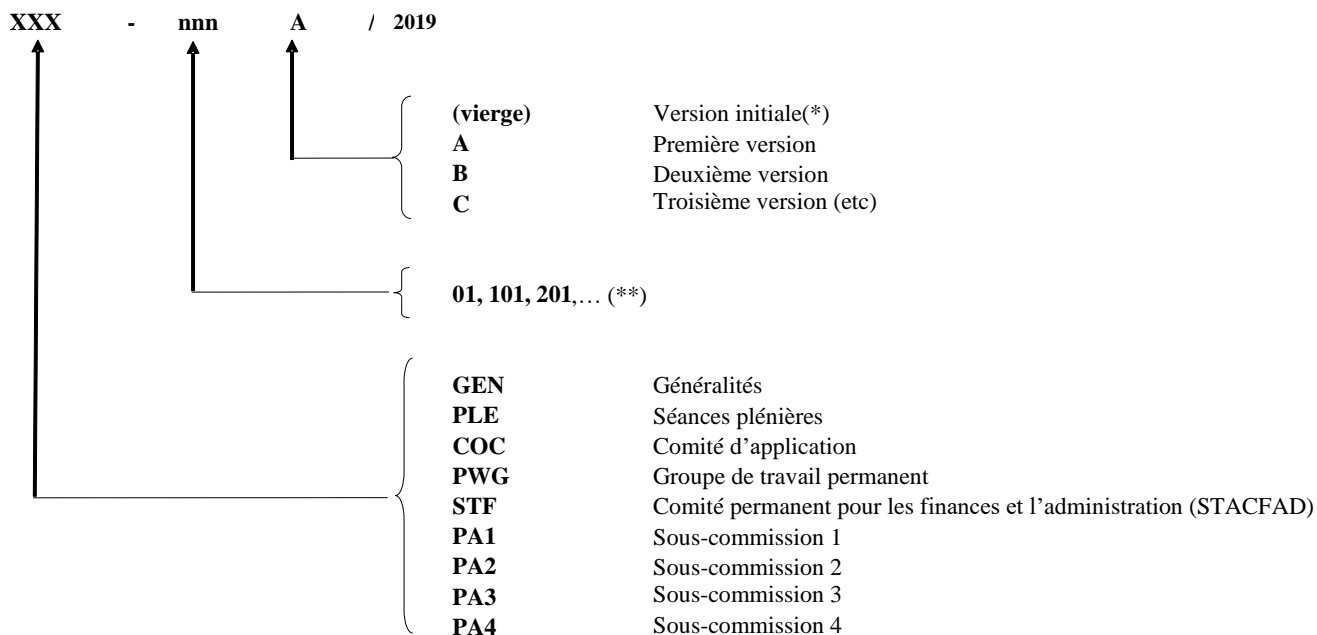 XXX - nnn A / 2019
(vierge) Version initiale(*)
A Première version
B Deuxième version
C Troisième version (etc)
01, 101, 201,… (**)
GEN Généralités
PLE Séances plénières
COC Comité d’application
PWG Groupe de travail permanent
STF Comité permanent pour les finances et l’administration (STACFAD)
PA1 Sous-commission 1
PA2 Sous-commission 2
PA3 Sous-commission 3
PA4 Sous-commission 4